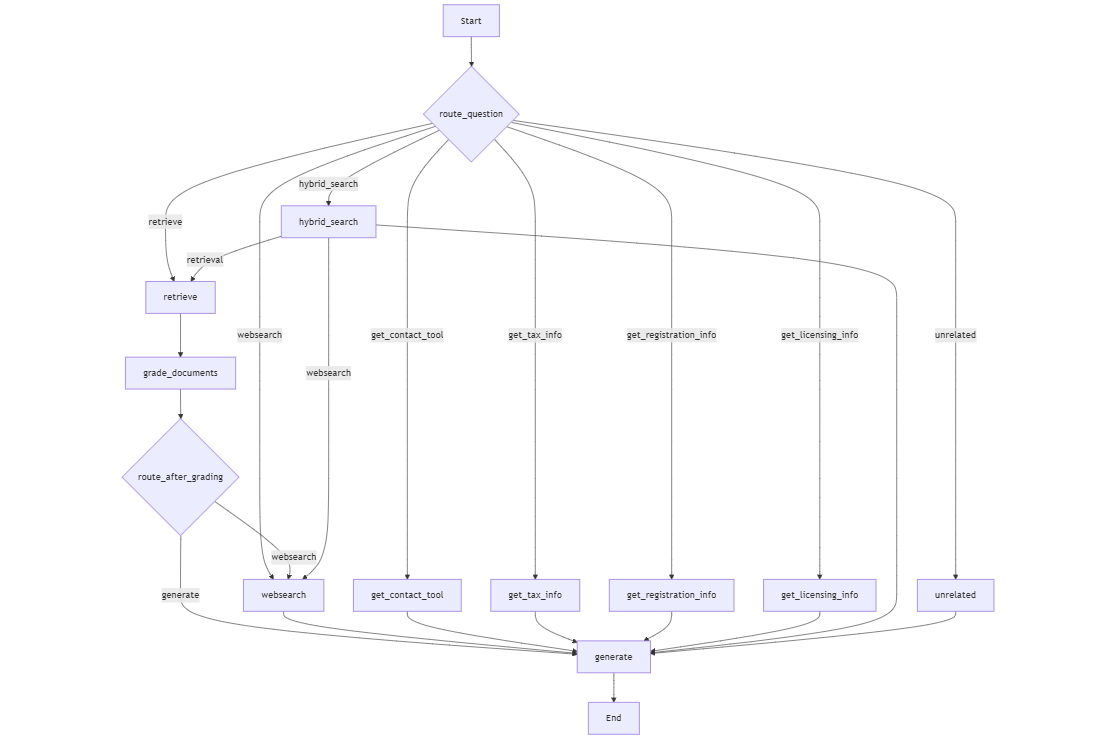 Start
route_question
hybrid_search
retrieve
hybrid_search
retrieval
retrieve
websearch
get_contact_tool
get_tax_info
get_registration_info
get_licensing_info
unrelated
grade_documents
websearch
route_after_grading
websearch
generate
websearch
get_contact_tool
get_tax_info
get_registration_info
get_licensing_info
unrelated
generate
End